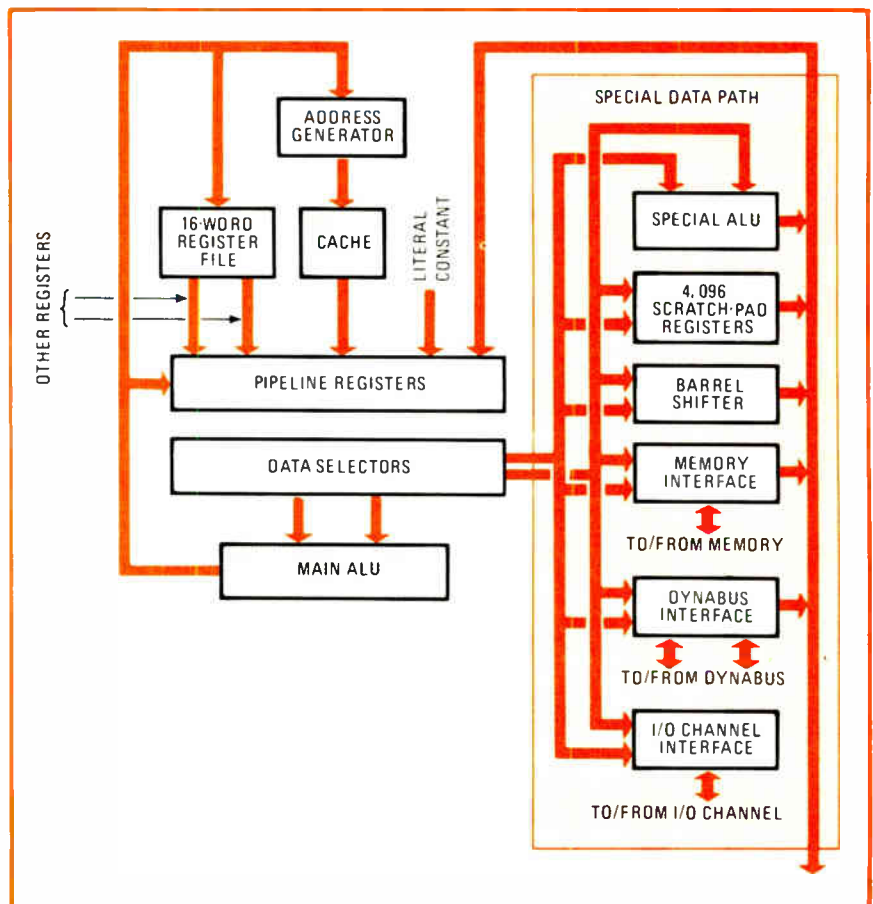 SPECIAL DATA PATH
ADDRESS
GENERATOR
16-WORD
REGISTER
FILE
CACHE
LITERAL
CONSTANT
OTHER REGISTERS
SPECIAL ALU
4,096
SCRATCH-PAD
REGISTERS
PIPELINE REGISTERS
BARREL
SHIFTER
DATA SELECTORS
MEMORY
INTERFACE
TO/FROM MEMORY
MAIN ALU
DYNABUS
INTERFACE
TO/FROM DYNABUS
I/O CHANNEL
INTERFACE
TO/FROM I/O CHANNEL